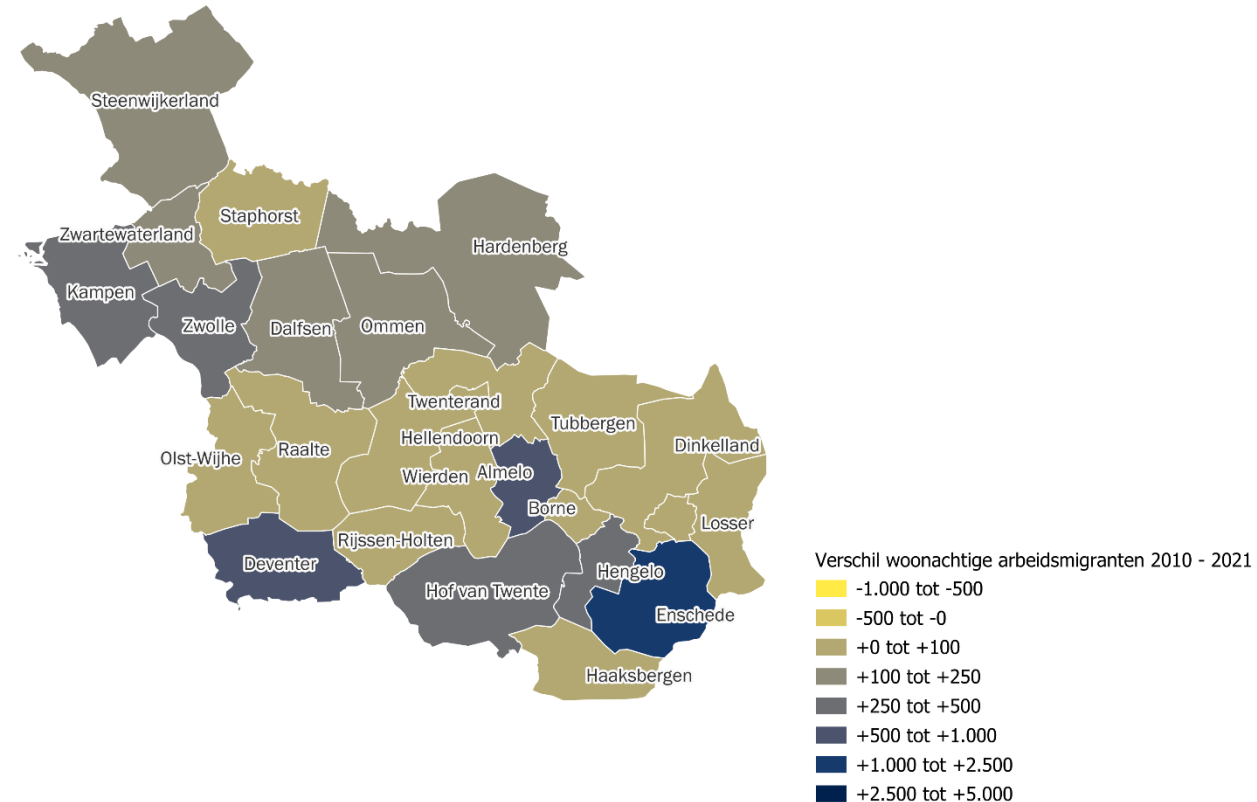 Steenwijkerland
Staphorst
Zwartewaterland
Hardenberg
Kampen
Zwolle
Dalfsen
Ommen
Twenterand
Tubbergen
Hellendoorn
Dinkelland
Raalte
Olst-Wijhe
Wierden
Almelo
Borne
Losser
Rijssen-Holten
Deventer
Hengelo
Hof van Twente
Enschede
Haaksbergen
Verschil woonachtige arbeidsmigranten 2010 - 2021
-1.000 tot -500
-500 tot -0
+0 tot +100
+100 tot +250
+250 tot +500
+500 tot +1.000
+1.000 tot +2.500
+2.500 tot +5.000